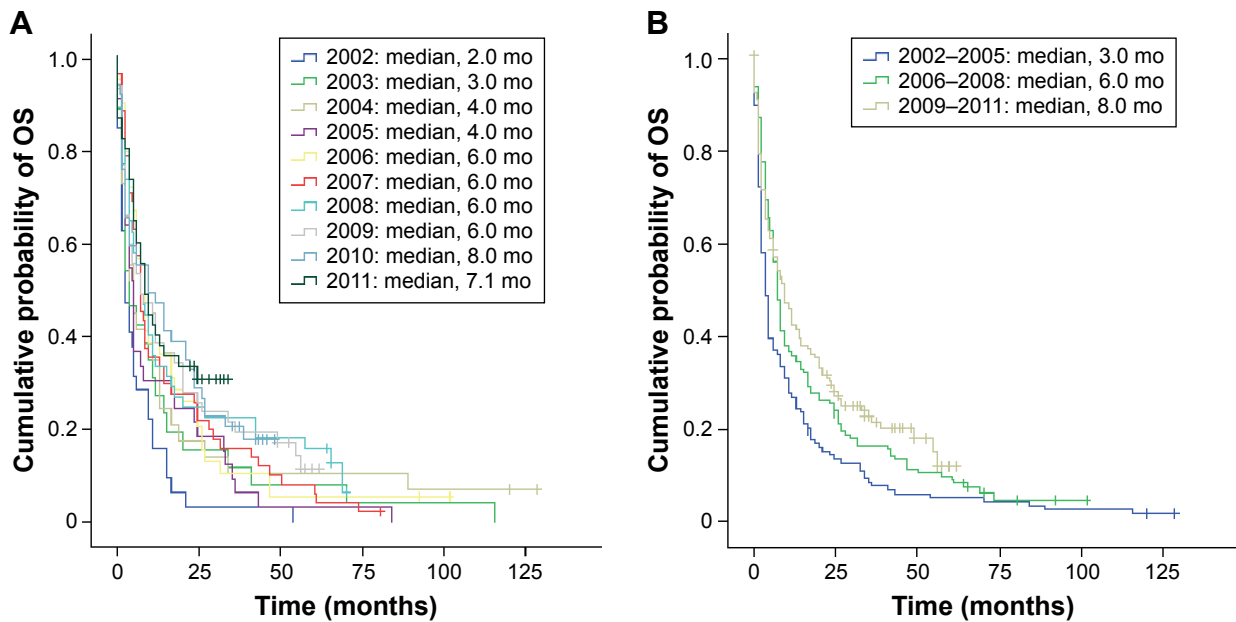 A
Cumulative probability of OS
1.0
0.8
0.6
0.4
0.2
0
2002: median, 2.0 mo
2003: median, 3.0 mo
2004: median, 4.0 mo
2005: median, 4.0 mo
2006: median, 6.0 mo
2007: median, 6.0 mo
2008: median, 6.0 mo
2009: median, 6.0 mo
2010: median, 8.0 mo
2011: median, 7.1 mo
0 25 50 75 100 125
Time (months)
B
Cumulative probability of OS
1.0
0.8
0.6
0.4
0.2
0
2002–2005: median, 3.0 mo
2006–2008: median, 6.0 mo
2009–2011: median, 8.0 mo
0 25 50 75 100 125
Time (months)